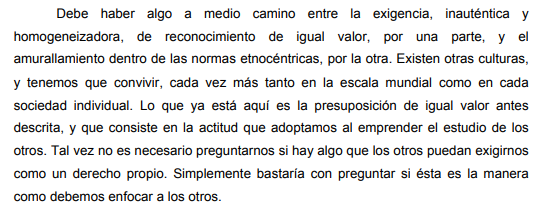 Debe haber algo a medio camino entre la exigencia, inauténtica y
homogeneizadora, de reconocimiento de igual valor, por una parte, y el
amurallamiento dentro de las normas etnocéntricas, por la otra. Existen otras culturas,
y tenemos que convivir, cada vez más tanto en la escala mundial como en cada
sociedad individual. Lo que ya está aquí es la presuposición de igual valor antes
descrita, y que consiste en la actitud que adoptamos al emprender el estudio de los
otros. Tal vez no es necesario preguntarnos si hay algo que los otros puedan exigirnos
como un derecho propio. Simplemente bastaría con preguntar si ésta es la manera
como debemos enfocar a los otros.